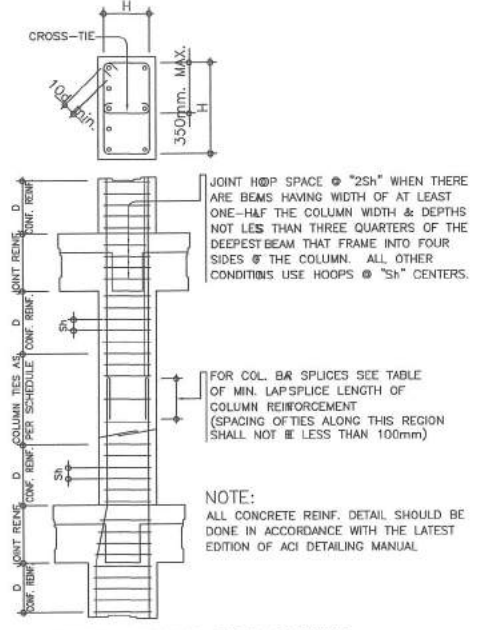 H
CROSS-TIE
10d min.
350mm. MAX.
H
JOINT HOOP SPACE @ "2Sh" WHEN THERE
ARE BEMS HAVING WIDTH OF AT LEAST
ONE-HAF THE COLUMN WIDTH & DEPTHS
NOT LES THAN THREE QUARTERS OF THE
DEEPEST BEAM THAT FRAME INTO FOUR
SIDES OF THE COLUMN. ALL OTHER
CONDITINS USE HOOPS @ "Sh" CENTERS.
D
CONF. REINF.
JOINT REINF.
D
CONF. REINF.
Sh
COLUMN TIES AS
PER SCHEDULE
FOR COL. BAR SPLICES SEE TABLE
OF MIN. LAP SPLICE LENGTH OF
COLUMN REINFORCEMENT
(SPACING OF TIES ALONG THIS REGION
SHALL NOT BE LESS THAN 100mm)
D
CONF. REINF.
Sh
JOINT REINF.
D
CONF. REINF.
NOTE:
ALL CONCRETE REINF. DETAIL SHOULD BE
DONE IN ACCORDANCE WITH THE LATEST
EDITION OF ACI DETAILING MANUAL